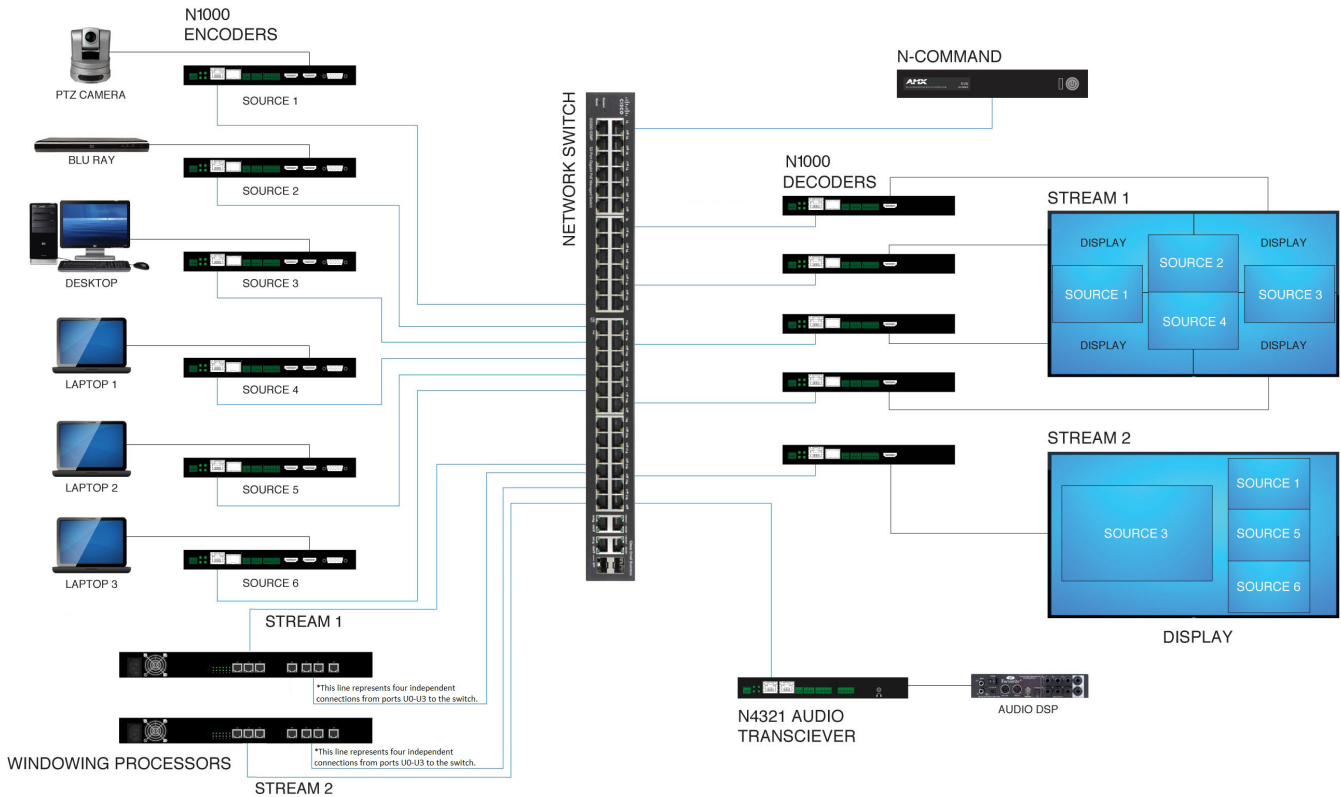 N1000
ENCODERS
PTZ CAMERA
SOURCE 1
BLU RAY
SOURCE 2
DESKTOP
SOURCE 3
LAPTOP 1
SOURCE 4
LAPTOP 2
SOURCE 5
LAPTOP 3
SOURCE 6
STREAM 1
*This line represents four independent
connections from ports U0-U3 to the switch.
*This line represents four independent
connections from ports U0-U3 to the switch.
WINDOWING PROCESSORS
STREAM 2
NETWORK SWITCH
CISCO
N-COMMAND
AMX
N1000
DECODERS
STREAM 1
DISPLAY
DISPLAY
SOURCE 2
SOURCE 1
SOURCE 3
SOURCE 4
DISPLAY
DISPLAY
STREAM 2
SOURCE 3
SOURCE 1
SOURCE 5
SOURCE 6
DISPLAY
N4321 AUDIO
TRANSCIEVER
AUDIO DSP